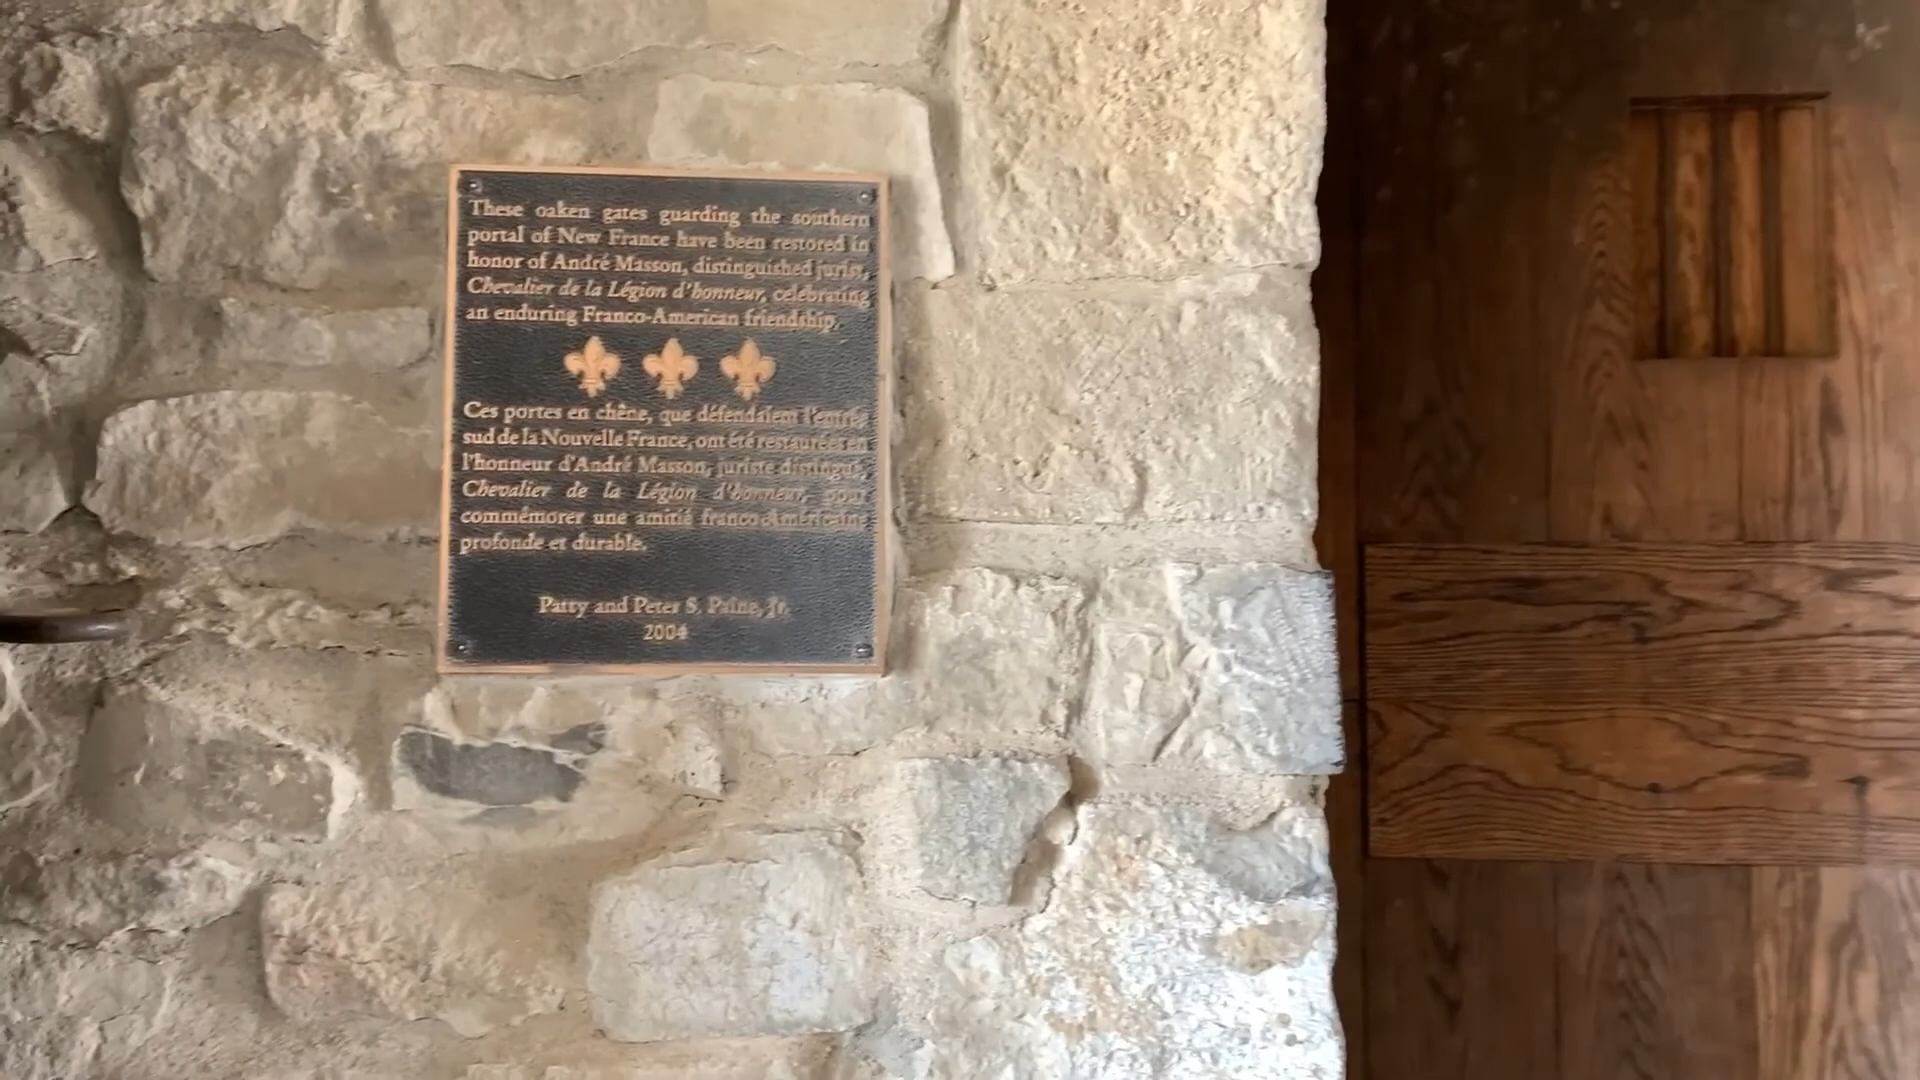 These oaken gates guarding the southern
portal of New France have been restored in
honor of André Masson, distinguished jurist,
Chevalier de la Légion d'honneur, celebrating
an enduring Franco-American friendship.
Ces portes en chêne, que défendaient l'entrée
sud de la Nouvelle France, ont été restaurées en
l'honneur d'André Masson, juriste distingué,
Chevalier de la Légion d'honneur, pour
commémorer une amitié franco-américaine
profonde et durable.
Patty and Peter S. Paine, Jr.
2004